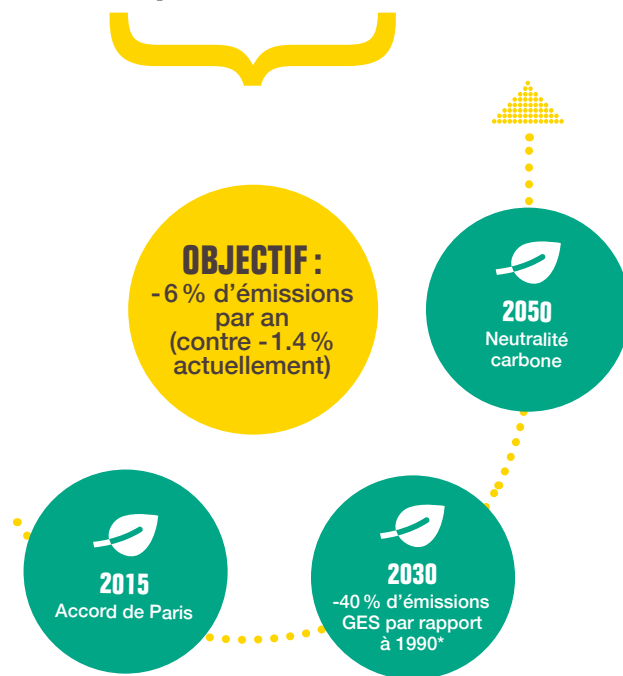 OBJECTIF :
-6 % d'émissions
par an
(contre -1.4 %
actuellement)
2050
Neutralité
carbone
2015
Accord de Paris
2030
-40 % d'émissions
GES par rapport
à 1990*